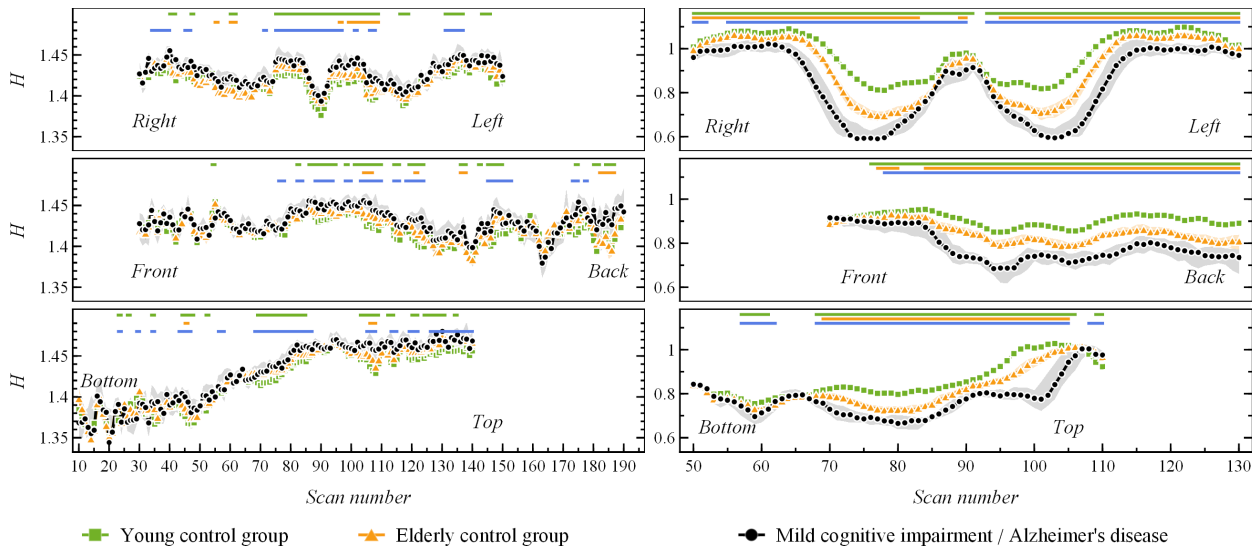 H
1.45
1.4
1.35
Right
Left
1
0.8
0.6
Right
Left
H
1.45
1.4
1.35
Front
Back
1
0.8
0.6
Front
Back
H
1.45
1.4
1.35
Bottom
Top
1
0.8
0.6
Bottom
Top
10 20 30 40 50 60 70 80 90 100 110 120 130 140 150 160 170 180 190
50 60 70 80 90 100 110 120 130
Scan number
Scan number
Young control group
Elderly control group
Mild cognitive impairment / Alzheimer's disease